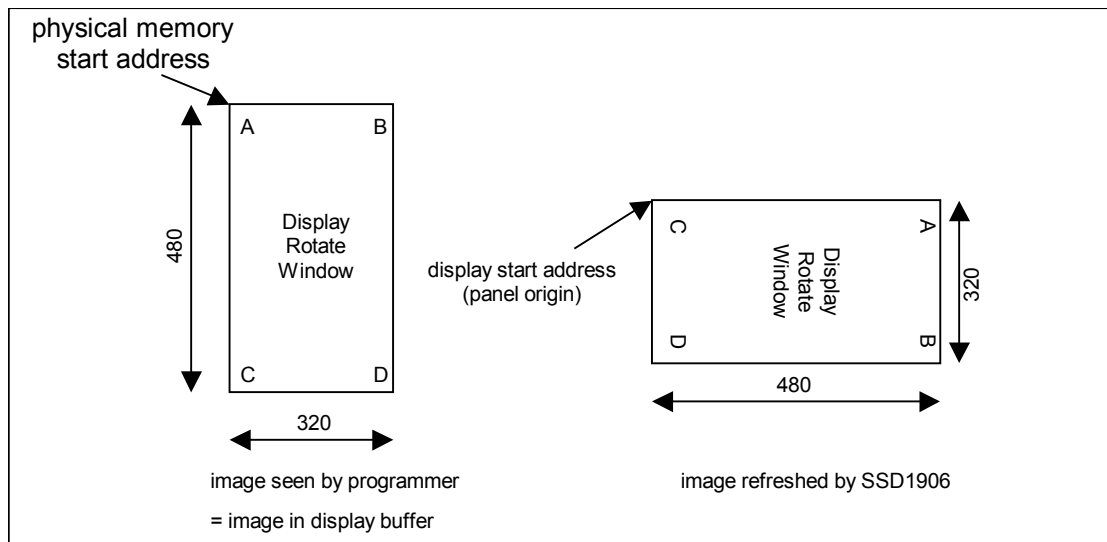 physical memory
start address
A B
Display
Rotate
Window
480
C D
320
image seen by programmer
= image in display buffer
display start address
(panel origin)
C A
Display
Rotate
Window
D B
320
480
image refreshed by SSD1906